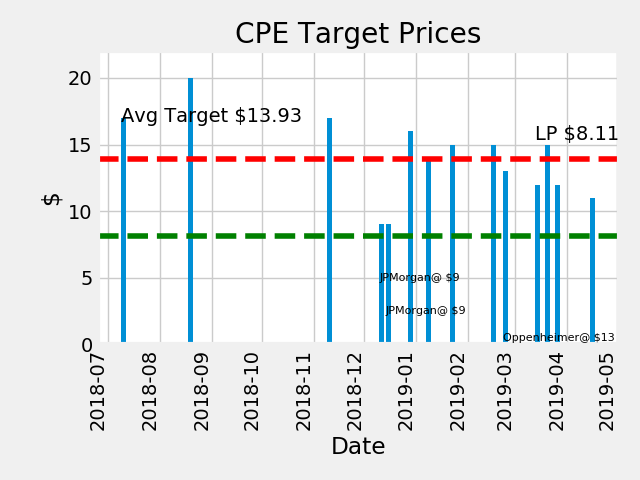 CPE Target Prices
Avg Target $13.93
LP $8.11
$
20
15
10
5
0
JPMorgan@ $9
JPMorgan@ $9
Oppenheimer@ $13
2018-07
2018-08
2018-09
2018-10
2018-11
2018-12
2019-01
2019-02
2019-03
2019-04
2019-05
Date